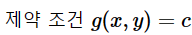 제약 조건 g(x, y) = c